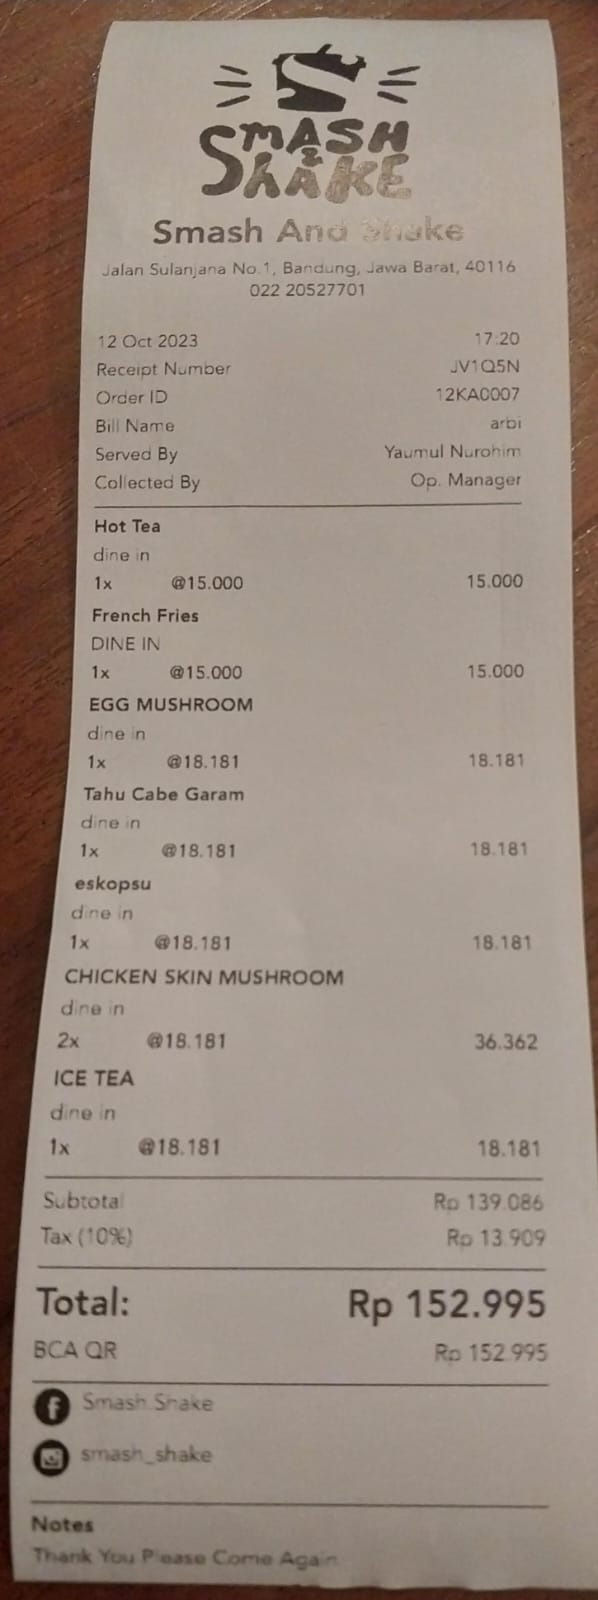 SMASH
&
SHAKE
Smash And Shake
Jalan Sulanjana No.1, Bandung, Jawa Barat, 40116
022 20527701
12 Oct 2023 17:20
Receipt Number JV1Q5N
Order ID 12KA0007
Bill Name arbi
Served By Yaumul Nurohim
Collected By Op. Manager
Hot Tea
dine in
1x @15.000 15.000
French Fries
DINE IN
1x @15.000 15.000
EGG MUSHROOM
dine in
1x @18.181 18.181
Tahu Cabe Garam
dine in
1x @18.181 18.181
eskopsu
dine in
1x @18.181 18.181
CHICKEN SKIN MUSHROOM
dine in
2x @18.181 36.362
ICE TEA
dine in
1x @18.181 18.181
Subtotal Rp 139.086
Tax (10%) Rp 13.909
Total: Rp 152.995
BCA QR Rp 152.995
Smash.Shake
smash_shake
Notes
Thank You Please Come Again